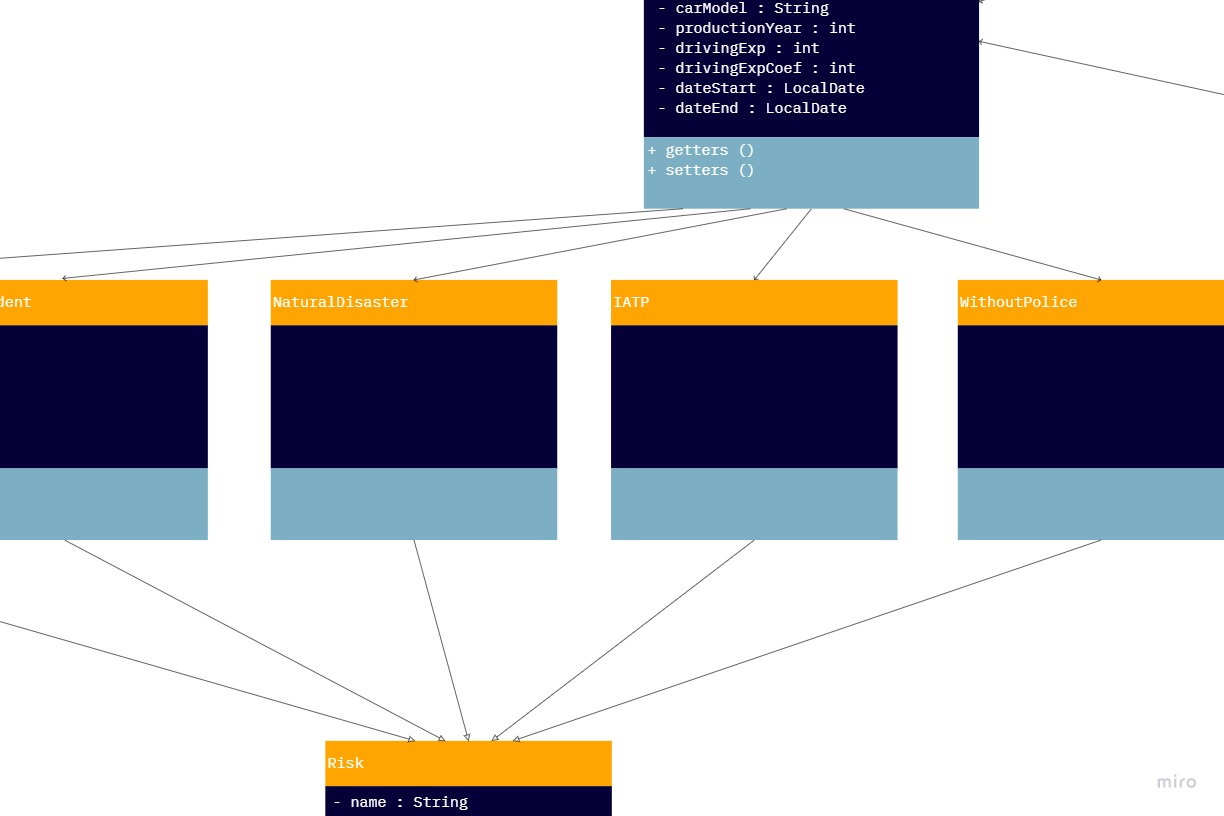 - carModel : String
- productionYear : int
- drivingExp : int
- drivingExpCoef : int
- dateStart : LocalDate
- dateEnd : LocalDate
+ getters ()
+ setters ()
dent
NaturalDisaster
IATP
WithoutPolice
Risk
- name : String
miro